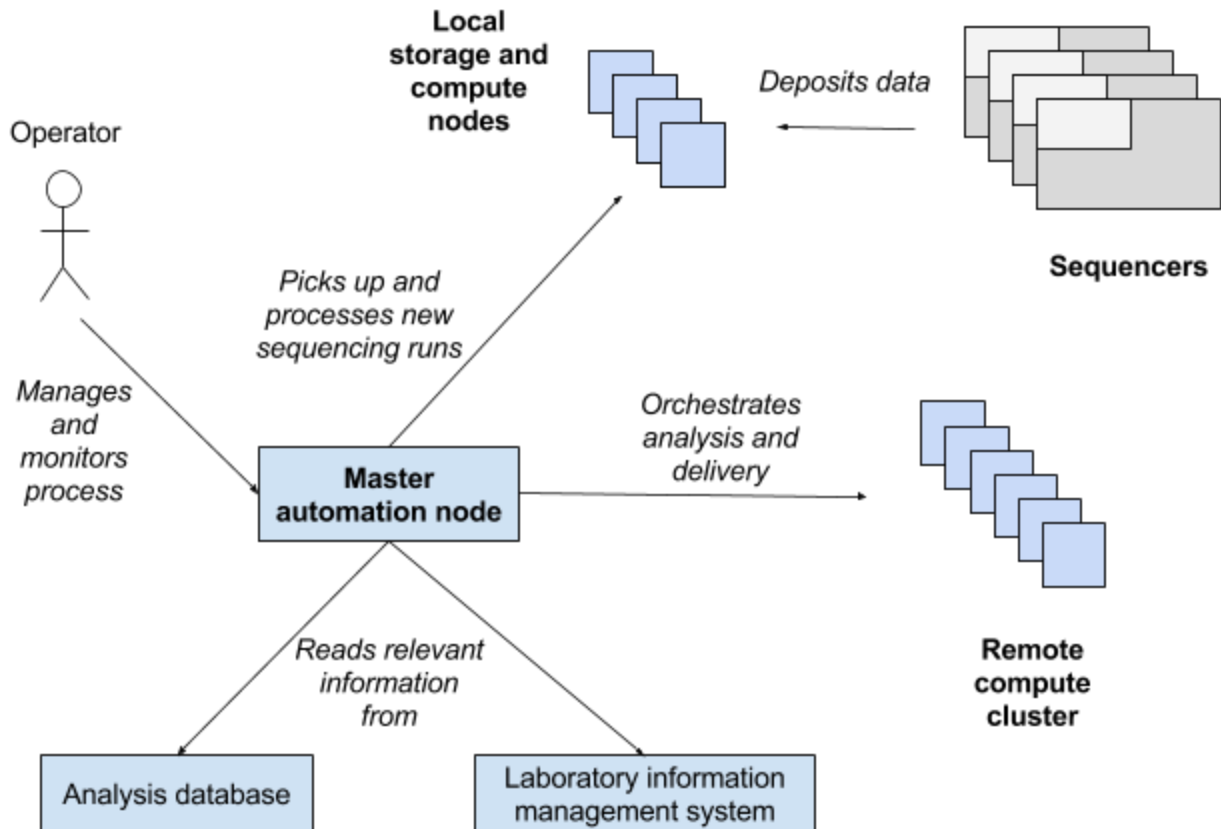 Local
storage and
compute
nodes
Deposits data
Operator
Sequencers
Picks up and
processes new
sequencing runs
Manages
and
monitors
process
Orchestrates
analysis and
delivery
Master
automation node
Reads relevant
information
from
Remote
compute
cluster
Analysis database
Laboratory information
management system